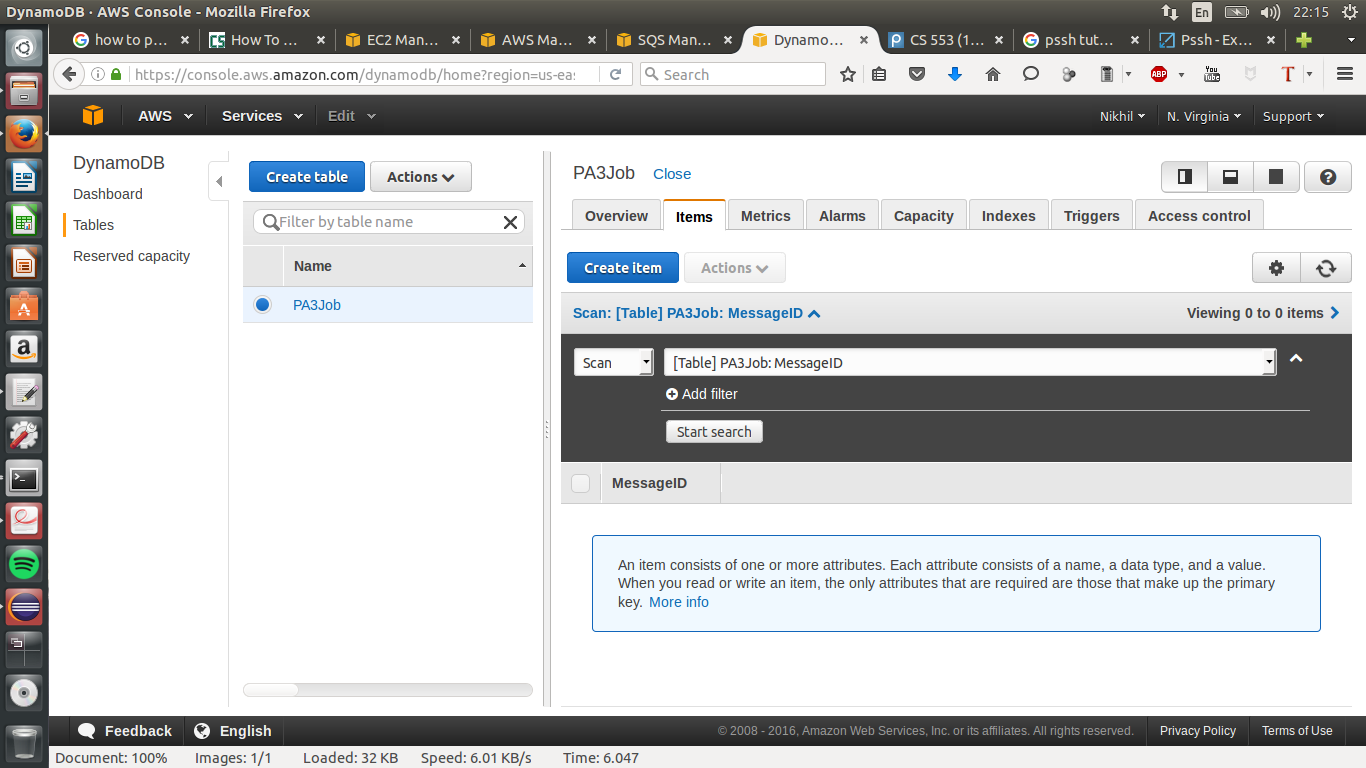 DynamoDB · AWS Console - Mozilla Firefox
En
22:15
how to p...
How To ...
EC2 Man...
AWS Ma...
SQS Man...
Dynamo...
CS 553 (1...
pssh tut...
Pssh - Ex...
https://console.aws.amazon.com/dynamodb/home?region=us-eas
Search
ABP
You Tube
T
AWS
Services
Edit
Nikhil
N. Virginia
Support
DynamoDB
Dashboard
Tables
Reserved capacity
Create table
Actions
Filter by table name
Name
PA3Job
PA3Job
Close
Overview
Items
Metrics
Alarms
Capacity
Indexes
Triggers
Access control
Create item
Actions
Scan: [Table] PA3Job: MessageID
Viewing 0 to 0 items
Scan
[Table] PA3Job: MessageID
Add filter
Start search
MessageID
An item consists of one or more attributes. Each attribute consists of a name, a data type, and a value.
When you read or write an item, the only attributes that are required are those that make up the primary
key. More info
Feedback
English
© 2008 - 2016, Amazon Web Services, Inc. or its affiliates. All rights reserved.
Privacy Policy
Terms of Use
Document: 100%
Images: 1/1
Loaded: 32 KB
Speed: 6.01 KB/s
Time: 6.047